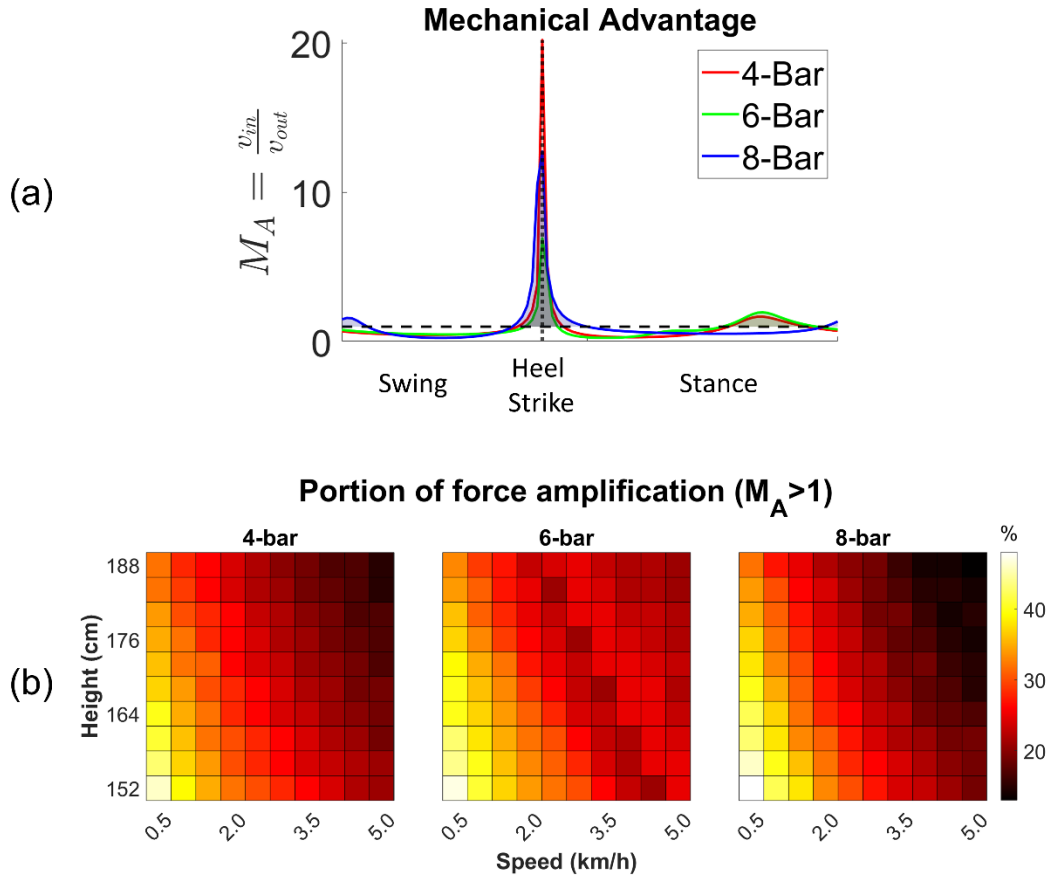 Mechanical Advantage
(a)
M_A = v_in / v_out
20
10
0
4-Bar
6-Bar
8-Bar
Swing
Heel
Strike
Stance
Portion of force amplification (M_A>1)
(b)
4-bar
6-bar
8-bar
%
Height (cm)
188
176
164
152
40
30
20
0.5 2.0 3.5 5.0
0.5 2.0 3.5 5.0
0.5 2.0 3.5 5.0
Speed (km/h)